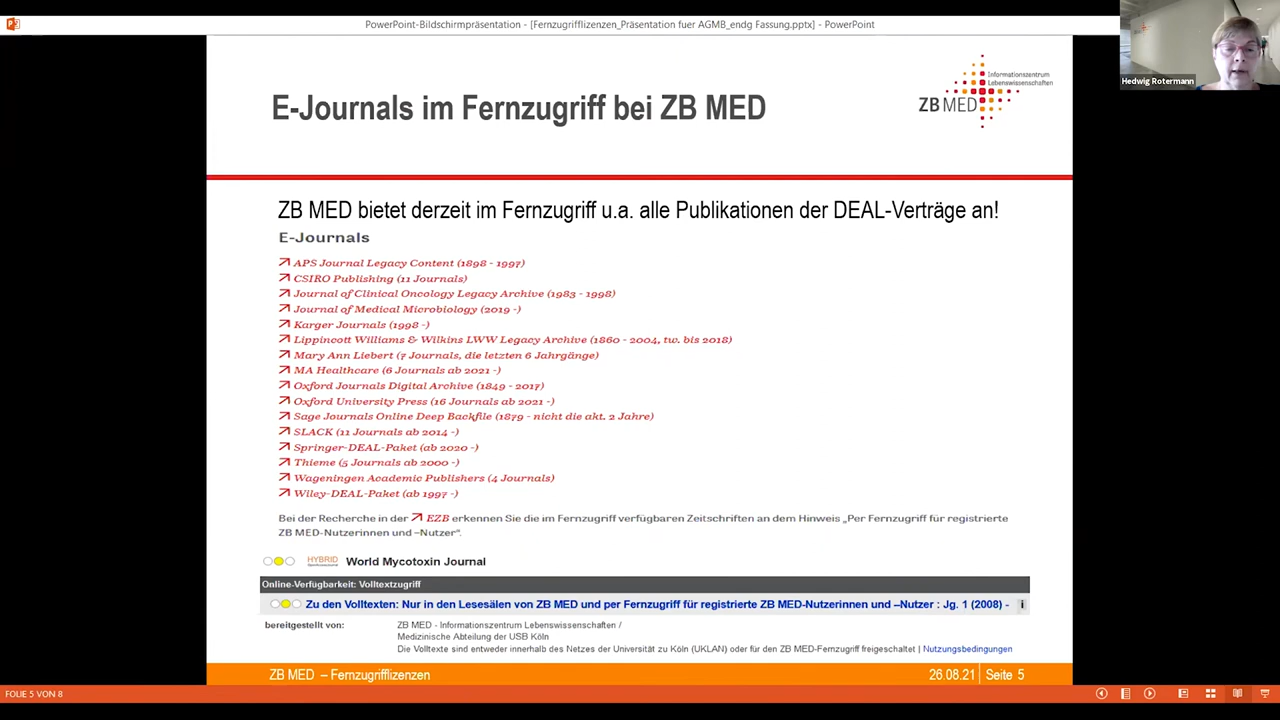 PowerPoint-Bildschirmpräsentation - [Fernzugrifflizenzen_Präsentation fuer AGMB_endg Fassung.pptx] - PowerPoint
Hedwig Rotermann
E-Journals im Fernzugriff bei ZB MED
Informationszentrum
Lebenswissenschaften
ZB MED
ZB MED bietet derzeit im Fernzugriff u.a. alle Publikationen der DEAL-Verträge an!
E-Journals
APS Journal Legacy Content (1898 - 1997)
CSIRO Publishing (11 Journals)
Journal of Clinical Oncology Legacy Archive (1983 - 1998)
Journal of Medical Microbiology (2019 -)
Karger Journals (1998 -)
Lippincott Williams & Wilkins LWW Legacy Archive (1860 - 2004, tw. bis 2018)
Mary Ann Liebert (7 Journals, die letzten 6 Jahrgänge)
MA Healthcare (6 Journals ab 2021 -)
Oxford Journals Digital Archive (1849 - 2017)
Oxford University Press (16 Journals ab 2021 -)
Sage Journals Online Deep Backfile (1879 - nicht die akt. 2 Jahre)
SLACK (11 Journals ab 2014 -)
Springer-DEAL-Paket (ab 2020 -)
Thieme (5 Journals ab 2000 -)
Wageningen Academic Publishers (4 Journals)
Wiley-DEAL-Paket (ab 1997 -)
Bei der Recherche in der EZB erkennen Sie die im Fernzugriff verfügbaren Zeitschriften an dem Hinweis „Per Fernzugriff für registrierte
ZB MED-Nutzerinnen und –Nutzer“.
HYBRID World Mycotoxin Journal
Online-Verfügbarkeit: Volltextzugriff
Zu den Volltexten: Nur in den Lesesälen von ZB MED und per Fernzugriff für registrierte ZB MED-Nutzerinnen und –Nutzer : Jg. 1 (2008) - i
bereitgestellt von: ZB MED - Informationszentrum Lebenswissenschaften /
Medizinische Abteilung der USB Köln
Die Volltexte sind entweder innerhalb des Netzes der Universität zu Köln (UKLAN) oder für den ZB MED-Fernzugriff freigeschaltet | Nutzungsbedingungen
ZB MED – Fernzugrifflizenzen 26.08.21 Seite 5
FOLIE 5 VON 8